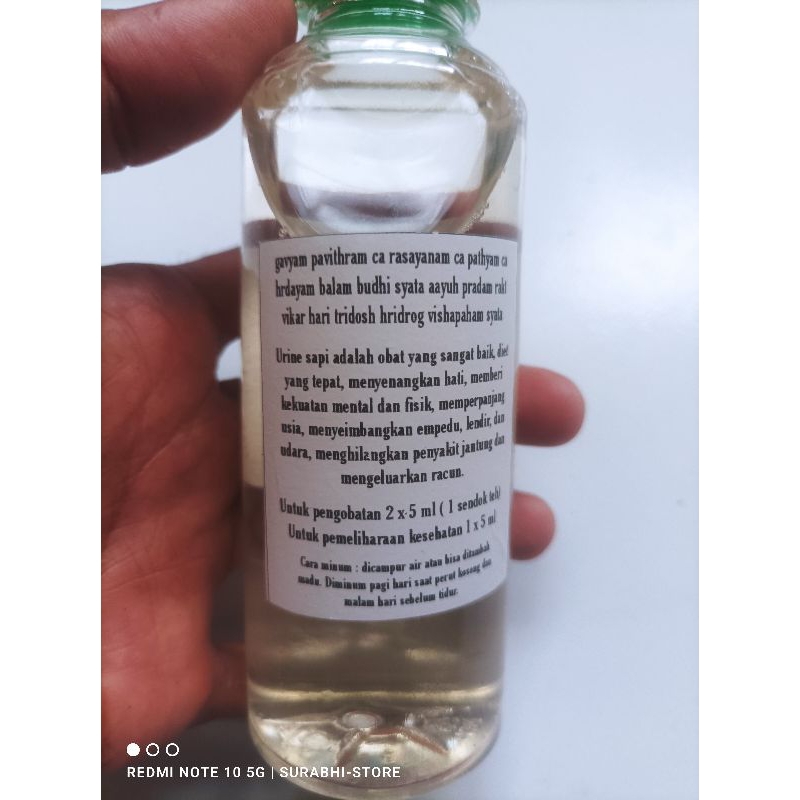 gavyam pavithram ca rasayanam ca pathyam ca
hrdayam balam budhi syata aayuh pradam rakt
vikar hari tridosh hridrog vishapaham syata
Urine sapi adalah obat yang sangat baik, diet
yang tepat, menyenangkan hati, memberi
kekuatan mental dan fisik, memperpanjang
usia, menyeimbangkan empedu, lendir, dan
udara, menghilangkan penyakit jantung dan
mengeluarkan racun.
Untuk pengobatan 2 x 5 ml ( 1 sendok teh)
Untuk pemeliharaan kesehatan 1 x 5 ml
Cara minum : dicampur air atau bisa ditambah
madu. Diminum pagi hari saat perut kosong dan
malam hari sebelum tidur.
REDMI NOTE 10 5G | SURABHI-STORE